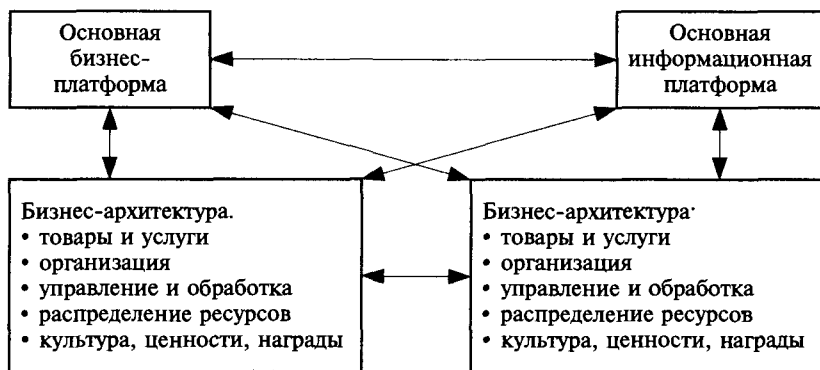 Основная
бизнес-
платформа
Основная
информационная
платформа
Бизнес-архитектура.
• товары и услуги
• организация
• управление и обработка
• распределение ресурсов
• культура, ценности, награды
Бизнес-архитектура·
• товары и услуги
• организация
• управление и обработка
• распределение ресурсов
• культура, ценности, награды